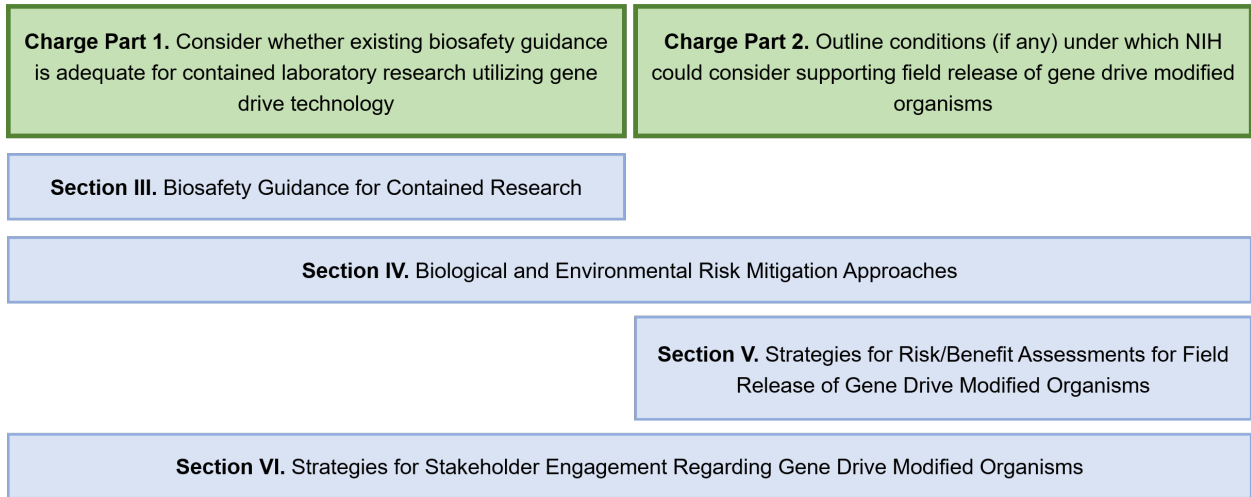 Charge Part 1. Consider whether existing biosafety guidance
is adequate for contained laboratory research utilizing gene
drive technology
Charge Part 2. Outline conditions (if any) under which NIH
could consider supporting field release of gene drive modified
organisms
Section III. Biosafety Guidance for Contained Research
Section IV. Biological and Environmental Risk Mitigation Approaches
Section V. Strategies for Risk/Benefit Assessments for Field
Release of Gene Drive Modified Organisms
Section VI. Strategies for Stakeholder Engagement Regarding Gene Drive Modified Organisms